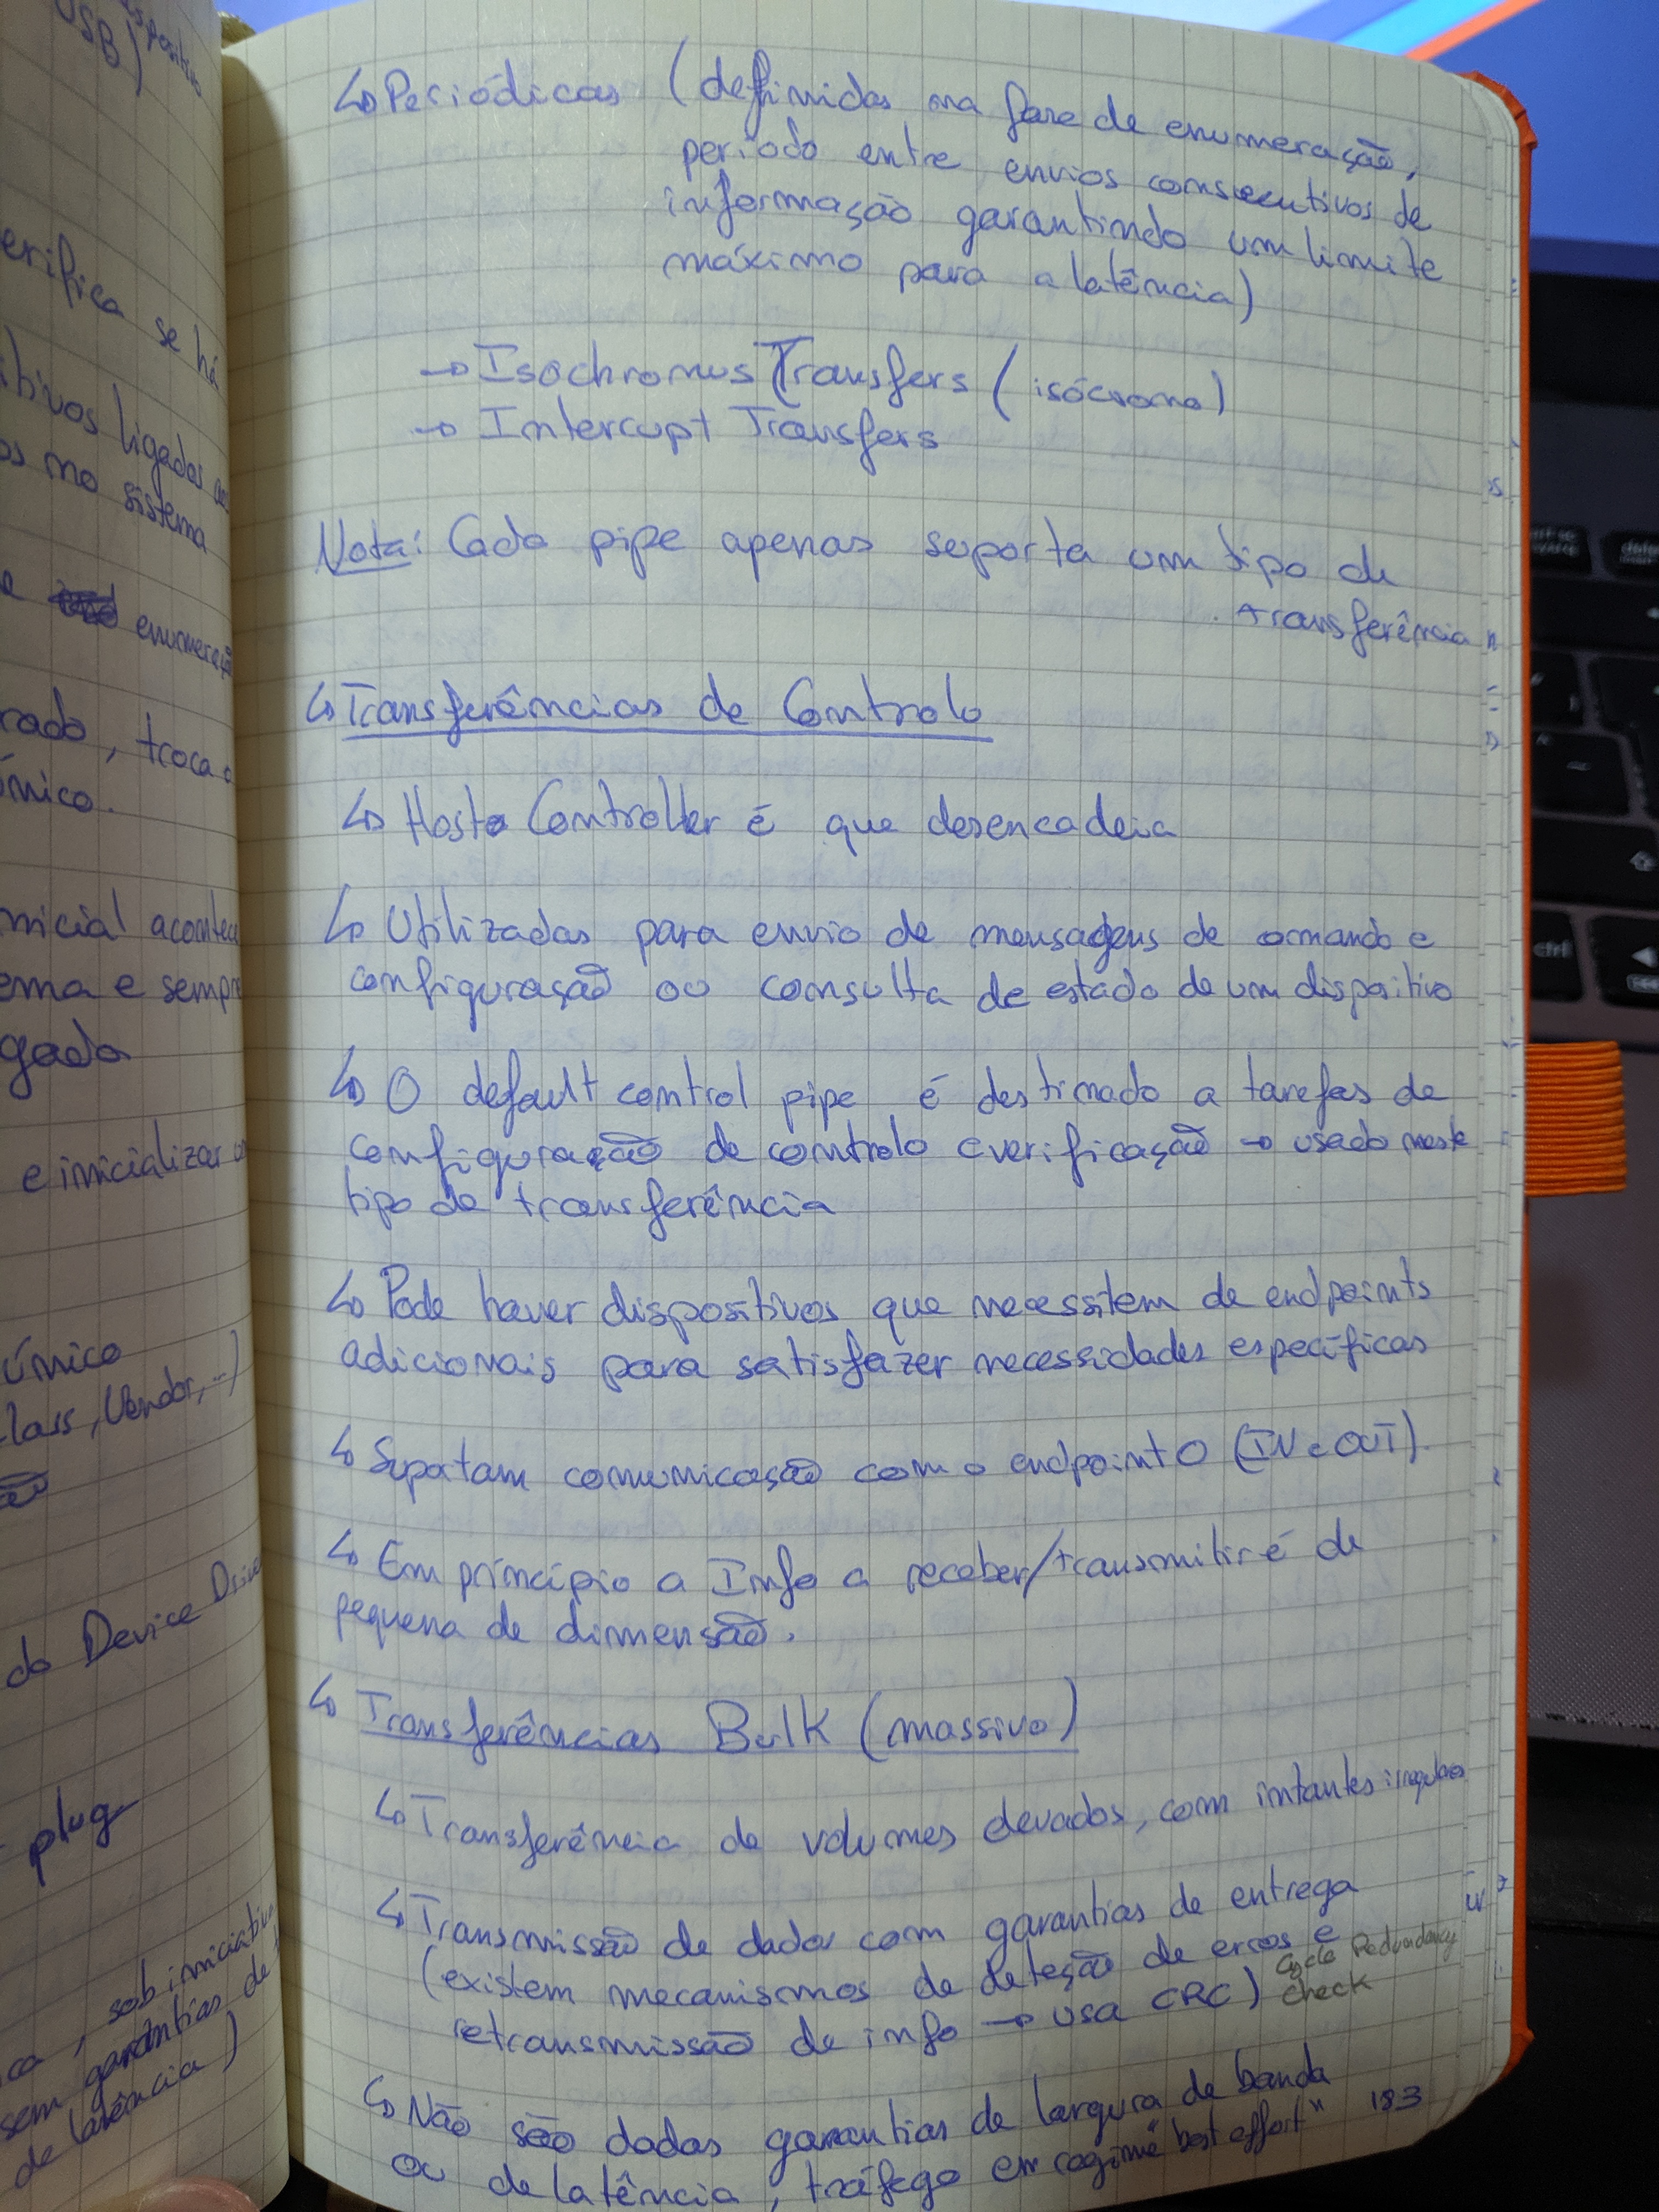 USB)
erifica se há
itivos ligados ao
os no sistema
e enumeração
rado, troca
único.
inicial acontece
ema e sempre
gado
e inicializar
único
Class, Vendor, ...)
ão
do Device Driver
plug
ca, sob iniciativa
sem garantias de
de latência)
↳ Periódicas (definidas na fase de enumeração,
período entre envios consecutivos de
informação garantindo um limite
máximo para a latência)
→ Isochronus Transfers (isócrono)
→ Interrupt Transfers
Nota: Cada pipe apenas suporta um tipo de
transferência
↳ Transferências de Controlo
↳ Host Controller é que desencadeia
↳ Utilizadas para envio de mensagens de comando e
configuração ou consulta de estado de um dispositivo
↳ O default control pipe é destinado a tarefas de
configuração de controlo e verificação → usado neste
tipo de transferência
↳ Pode haver dispositivos que necessitem de endpoints
adicionais para satisfazer necessidades específicas
↳ Suportam comunicação com o endpoint 0 (IN e OUT).
↳ Em princípio a Info a receber/transmitir é de
pequena de dimensão.
↳ Transferências Bulk (massivo)
↳ Transferência de volumes elevados, com intantes irregulares
↳ Transmissão de dados com garantias de entrega
(existem mecanismos de deteção de erros e
retransmissão de info → usa CRC) Cycle Redundancy
Check
↳ Não são dadas garantias de largura de banda
ou de latência, tráfego em regime "best effort" 183
ctrl